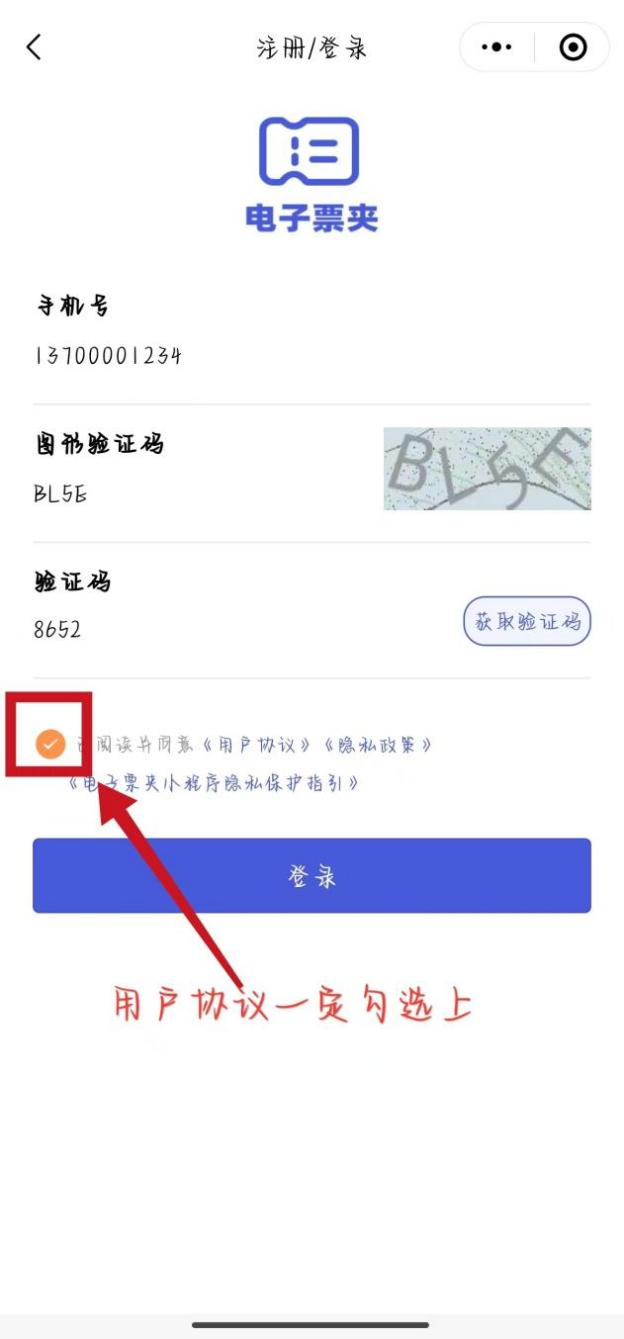 注册/登录
电子票夹
手机号
13700001234
图形验证码
BL5E
BL5E
验证码
8652
获取验证码
已阅读并同意《用户协议》《隐私政策》
《电子票夹小程序隐私保护指引》
登录
用户协议一定勾选上